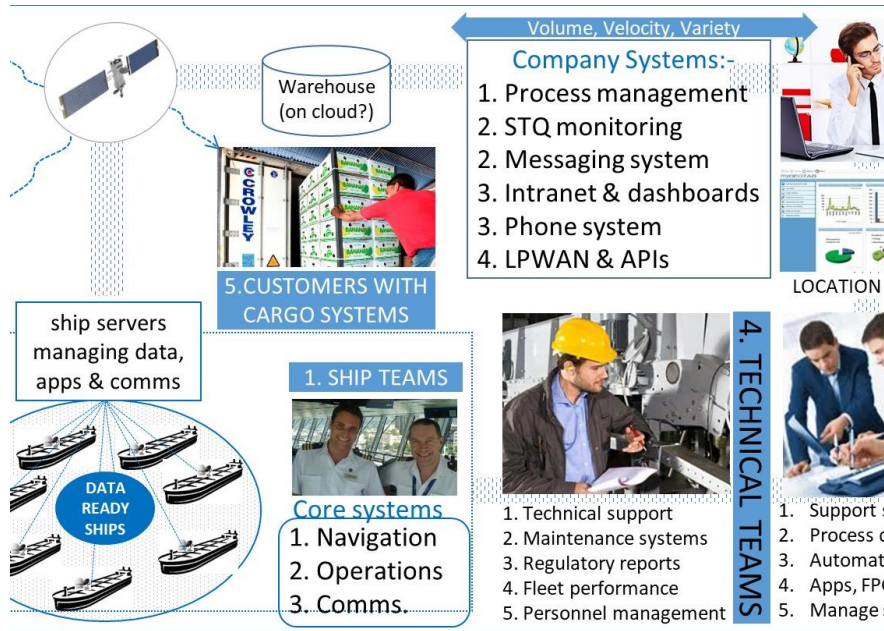 Volume, Velocity, Variety
Company Systems:-
1. Process management
2. STQ monitoring
2. Messaging system
3. Intranet & dashboards
3. Phone system
4. LPWAN & APIs
Warehouse
(on cloud?)
CROWLEY
5.CUSTOMERS WITH
CARGO SYSTEMS
LOCATION
ship servers
managing data,
apps & comms
1. SHIP TEAMS
DATA
READY
SHIPS
Core systems
1. Navigation
2. Operations
3. Comms.
1. Technical support
2. Maintenance systems
3. Regulatory reports
4. Fleet performance
5. Personnel management
4. TECHNICAL TEAMS
1. Support s
2. Process d
3. Automat
4. Apps, FPO
5. Manage s